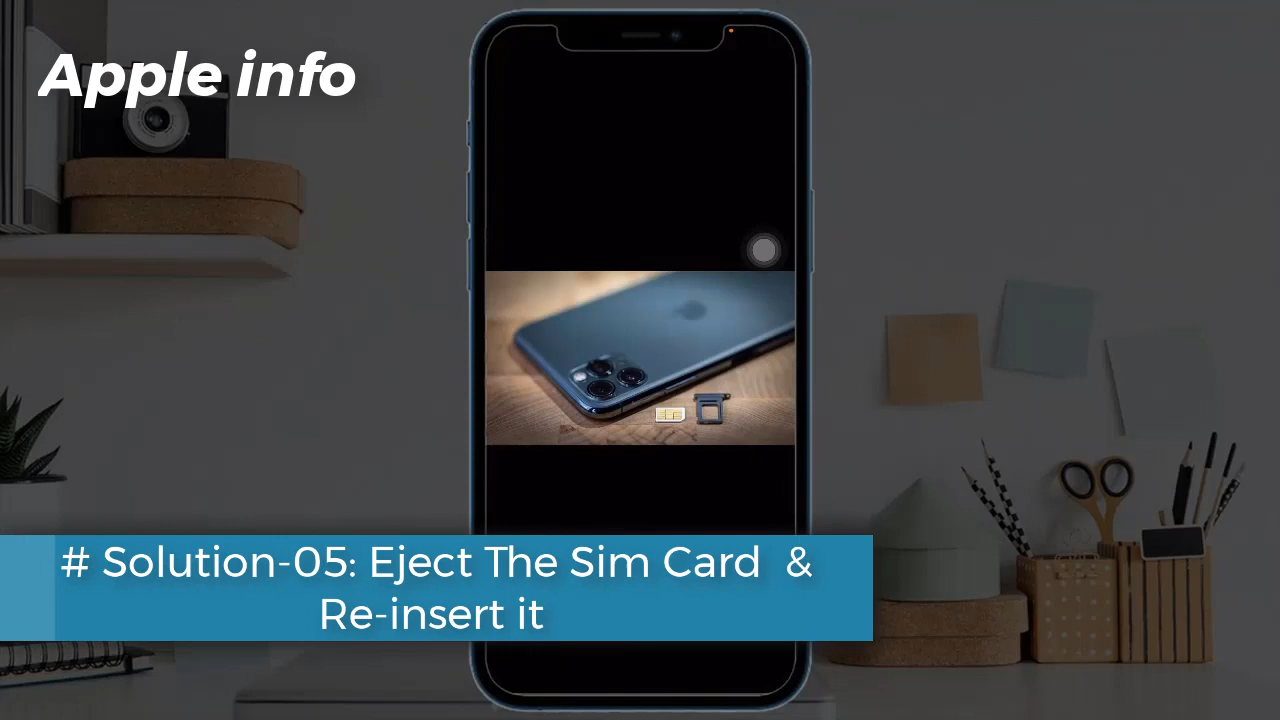 Apple info
# Solution-05: Eject The Sim Card & 
Re-insert it